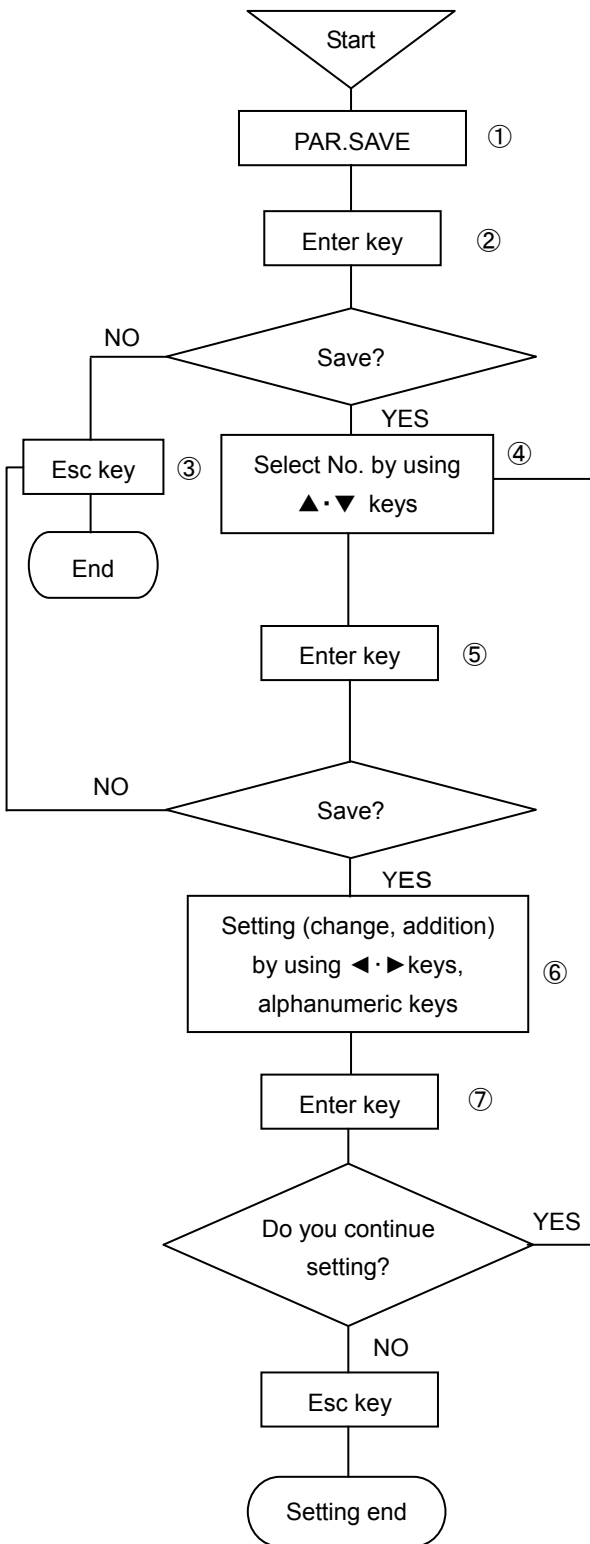 Start
PAR.SAVE ①
Enter key ②
NO
Save?
YES
Esc key ③
Select No. by using ④
▲・▼ keys
End
Enter key ⑤
NO
Save?
YES
Setting (change, addition)
by using ◄・► keys, ⑥
alphanumeric keys
Enter key ⑦
Do you continue YES
setting?
NO
Esc key
Setting end